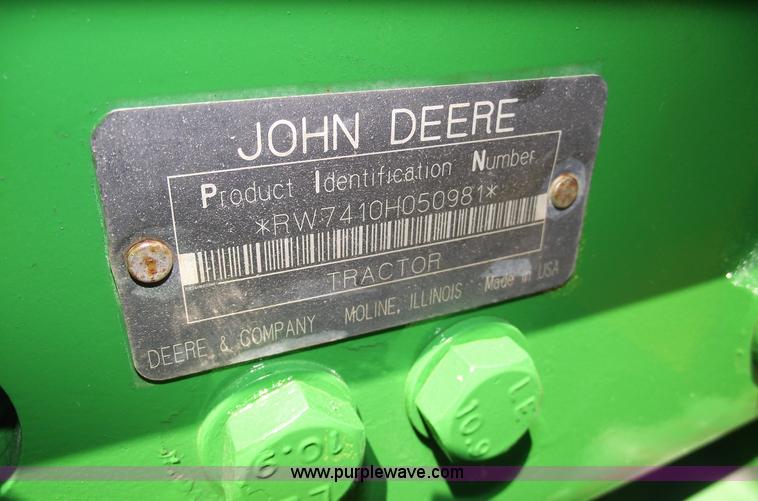 JOHN DEERE
Product Identification Number
*RW7410H050981*
TRACTOR
DEERE & COMPANY MOLINE, ILLINOIS Made in USA
10.9
LE
10.9
www.purplewave.com